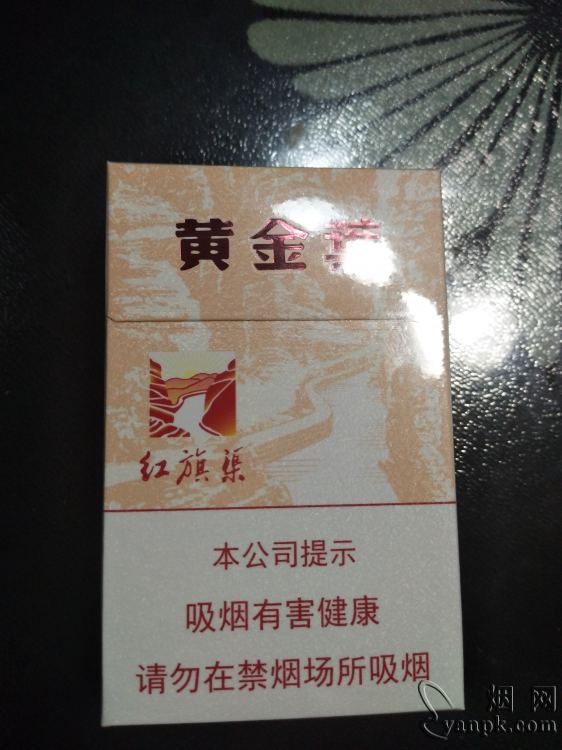 黄金叶
红旗渠
本公司提示
吸烟有害健康
请勿在禁烟场所吸烟
烟网
yanpk.com